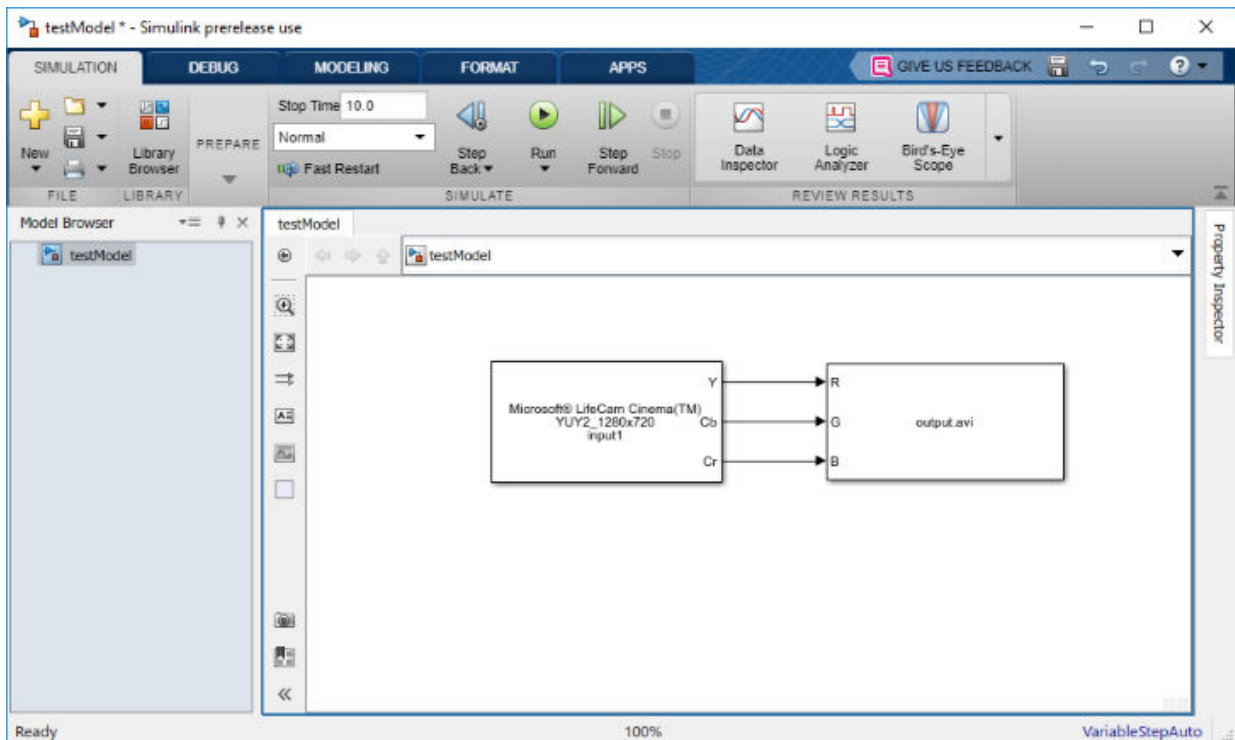 testModel * - Simulink prerelease use
SIMULATION DEBUG MODELING FORMAT APPS GIVE US FEEDBACK ?
New
Library
Browser
PREPARE
Stop Time 10.0
Normal
Fast Restart
Step
Back
Run
Step
Forward
Stop
Data
Inspector
Logic
Analyzer
Bird's-Eye
Scope
FILE LIBRARY SIMULATE REVIEW RESULTS
Model Browser
testModel
testModel
testModel
Property Inspector
Microsoft® LifeCam Cinema(TM)
YUY2_1280x720
input1
Y
Cb
Cr
R
G
B
output.avi
Ready 100% VariableStepAuto